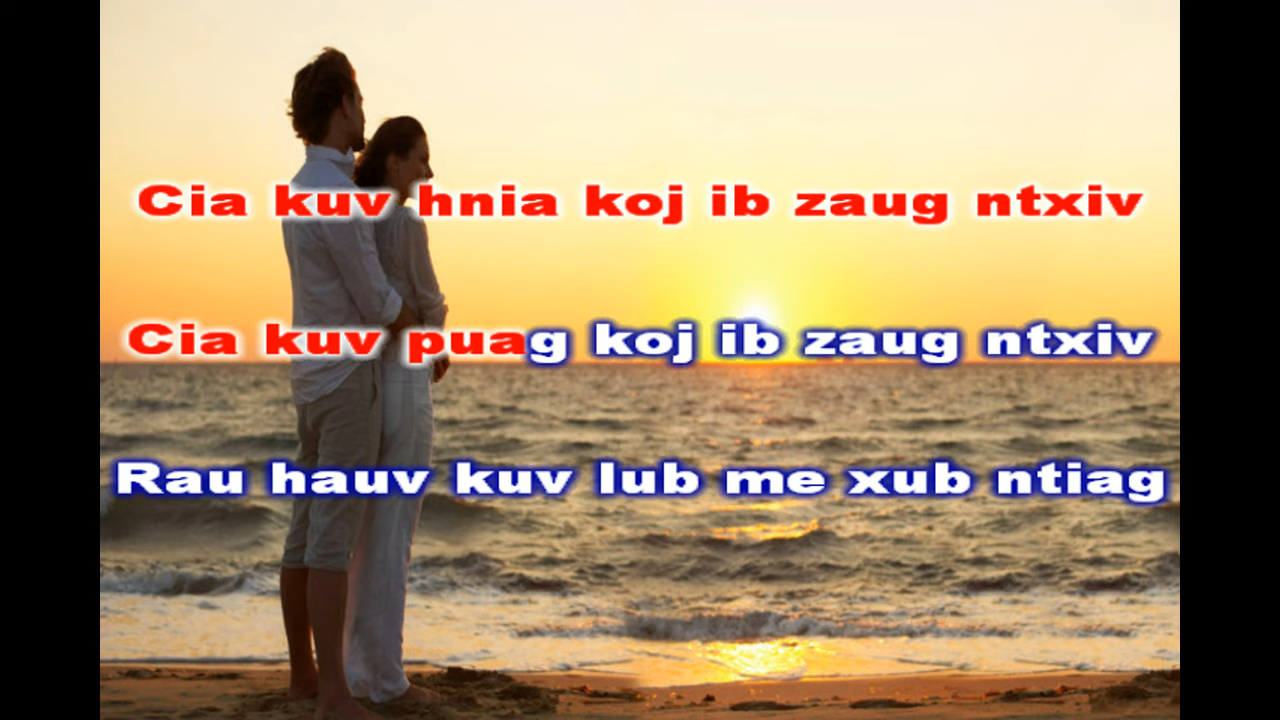 Cia kuv hnia koj ib zaug ntxiv
Cia kuv puag koj ib zaug ntxiv
Rau hauv kuv lub me xub ntiag